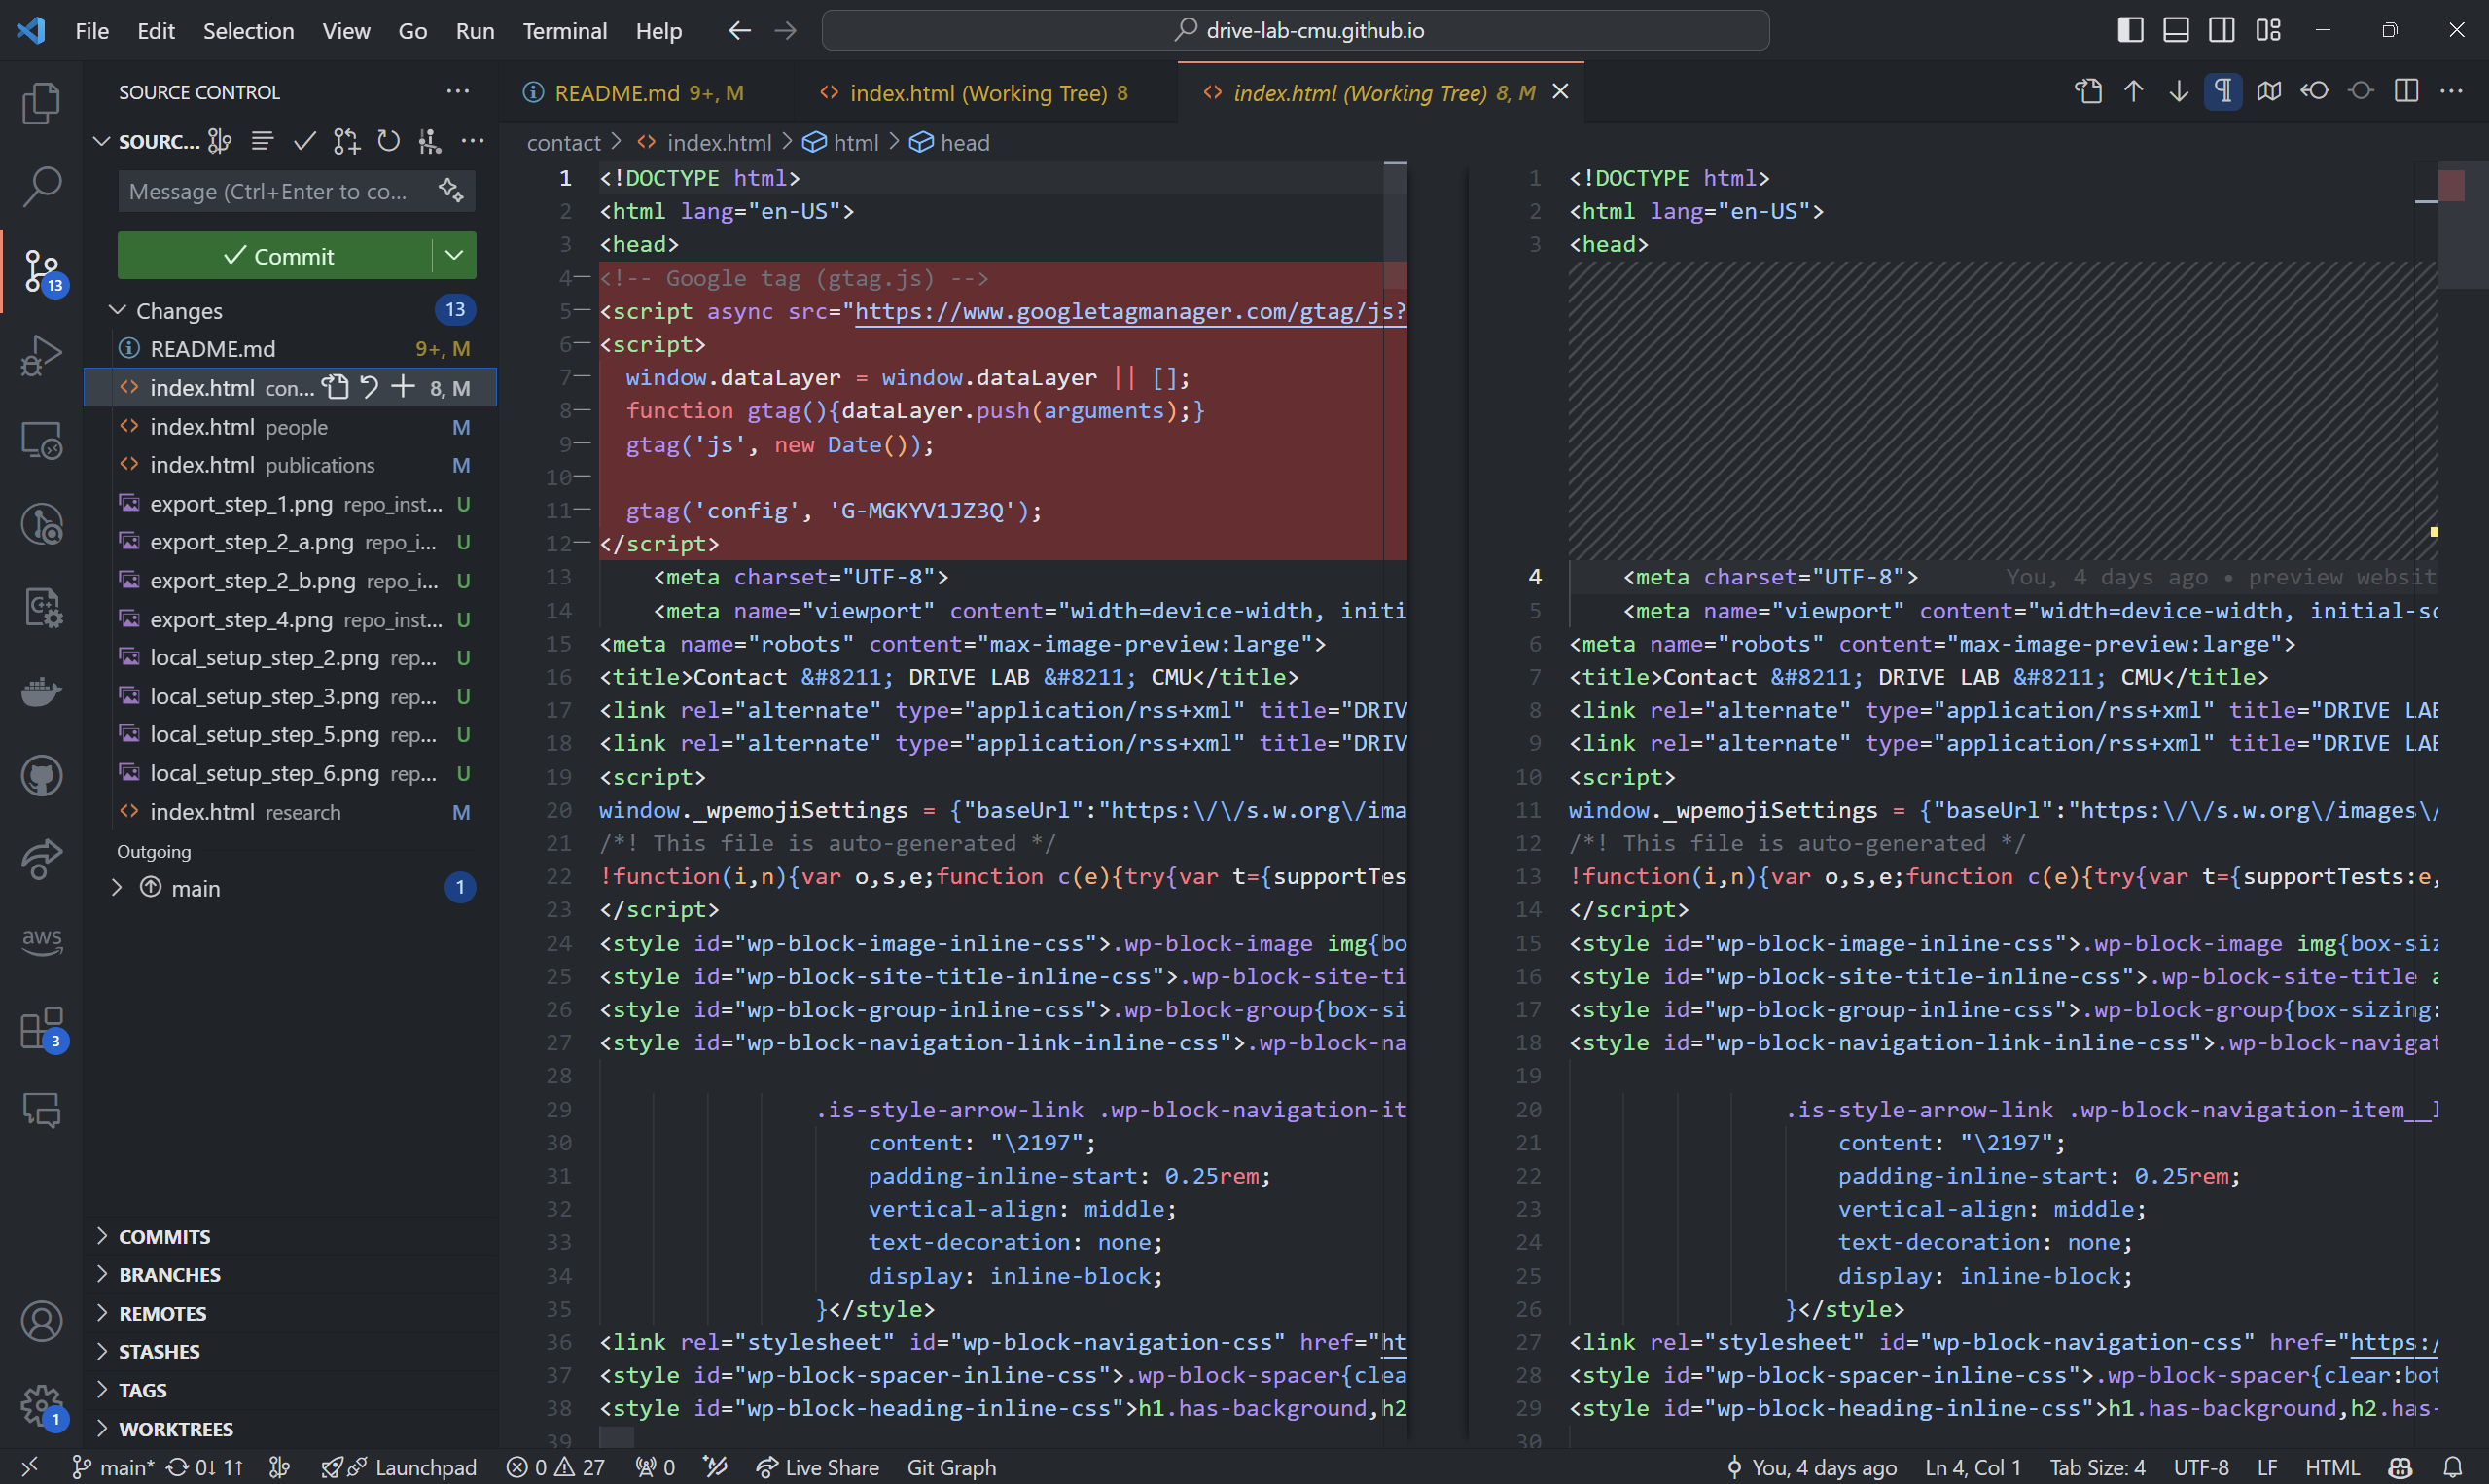 File Edit Selection View Go Run Terminal Help
drive-lab-cmu.github.io
SOURCE CONTROL
README.md 9+, M
index.html (Working Tree) 8
index.html (Working Tree) 8, M
SOURC...
contact > index.html > html > head
Message (Ctrl+Enter to co...
Commit
Changes 13
README.md 9+, M
index.html con... 8, M
index.html people M
index.html publications M
export_step_1.png repo_inst... U
export_step_2_a.png repo_i... U
export_step_2_b.png repo_i... U
export_step_4.png repo_inst... U
local_setup_step_2.png rep... U
local_setup_step_3.png rep... U
local_setup_step_5.png rep... U
local_setup_step_6.png rep... U
index.html research M
Outgoing
main 1
COMMITS
BRANCHES
REMOTES
STASHES
TAGS
WORKTREES
13
aws
3
1
1 <!DOCTYPE html>
2 <html lang="en-US">
3 <head>
4 <!-- Google tag (gtag.js) -->
5 <script async src="https://www.googletagmanager.com/gtag/js?
6 <script>
7 window.dataLayer = window.dataLayer || [];
8 function gtag(){dataLayer.push(arguments);}
9 gtag('js', new Date());
10
11 gtag('config', 'G-MGKYV1JZ3Q');
12 </script>
13 <meta charset="UTF-8">
14 <meta name="viewport" content="width=device-width, initi
15 <meta name="robots" content="max-image-preview:large">
16 <title>Contact &#8211; DRIVE LAB &#8211; CMU</title>
17 <link rel="alternate" type="application/rss+xml" title="DRIV
18 <link rel="alternate" type="application/rss+xml" title="DRIV
19 <script>
20 window._wpemojiSettings = {"baseUrl":"https:\/\/s.w.org\/ima
21 /*! This file is auto-generated */
22 !function(i,n){var o,s,e;function c(e){try{var t={supportTes
23 </script>
24 <style id="wp-block-image-inline-css">.wp-block-image img{bo
25 <style id="wp-block-site-title-inline-css">.wp-block-site-ti
26 <style id="wp-block-group-inline-css">.wp-block-group{box-si
27 <style id="wp-block-navigation-link-inline-css">.wp-block-na
28
29 .is-style-arrow-link .wp-block-navigation-it
30 content: "\2197";
31 padding-inline-start: 0.25rem;
32 vertical-align: middle;
33 text-decoration: none;
34 display: inline-block;
35 }</style>
36 <link rel="stylesheet" id="wp-block-navigation-css" href="ht
37 <style id="wp-block-spacer-inline-css">.wp-block-spacer{clea
38 <style id="wp-block-heading-inline-css">h1.has-background,h2
39
1 <!DOCTYPE html>
2 <html lang="en-US">
3 <head>
4 <meta charset="UTF-8"> You, 4 days ago • preview websit
5 <meta name="viewport" content="width=device-width, initial-sc
6 <meta name="robots" content="max-image-preview:large">
7 <title>Contact &#8211; DRIVE LAB &#8211; CMU</title>
8 <link rel="alternate" type="application/rss+xml" title="DRIVE LAB
9 <link rel="alternate" type="application/rss+xml" title="DRIVE LAB
10 <script>
11 window._wpemojiSettings = {"baseUrl":"https:\/\/s.w.org\/images\/
12 /*! This file is auto-generated */
13 !function(i,n){var o,s,e;function c(e){try{var t={supportTests:e,
14 </script>
15 <style id="wp-block-image-inline-css">.wp-block-image img{box-siz
16 <style id="wp-block-site-title-inline-css">.wp-block-site-title a
17 <style id="wp-block-group-inline-css">.wp-block-group{box-sizing:
18 <style id="wp-block-navigation-link-inline-css">.wp-block-navigat
19
20 .is-style-arrow-link .wp-block-navigation-item__l
21 content: "\2197";
22 padding-inline-start: 0.25rem;
23 vertical-align: middle;
24 text-decoration: none;
25 display: inline-block;
26 }</style>
27 <link rel="stylesheet" id="wp-block-navigation-css" href="https:/
28 <style id="wp-block-spacer-inline-css">.wp-block-spacer{clear:bot
29 <style id="wp-block-heading-inline-css">h1.has-background,h2.has-
30
main* 0↓ 1↑ Launchpad 0 27 0 Live Share Git Graph You, 4 days ago Ln 4, Col 1 Tab Size: 4 UTF-8 LF HTML